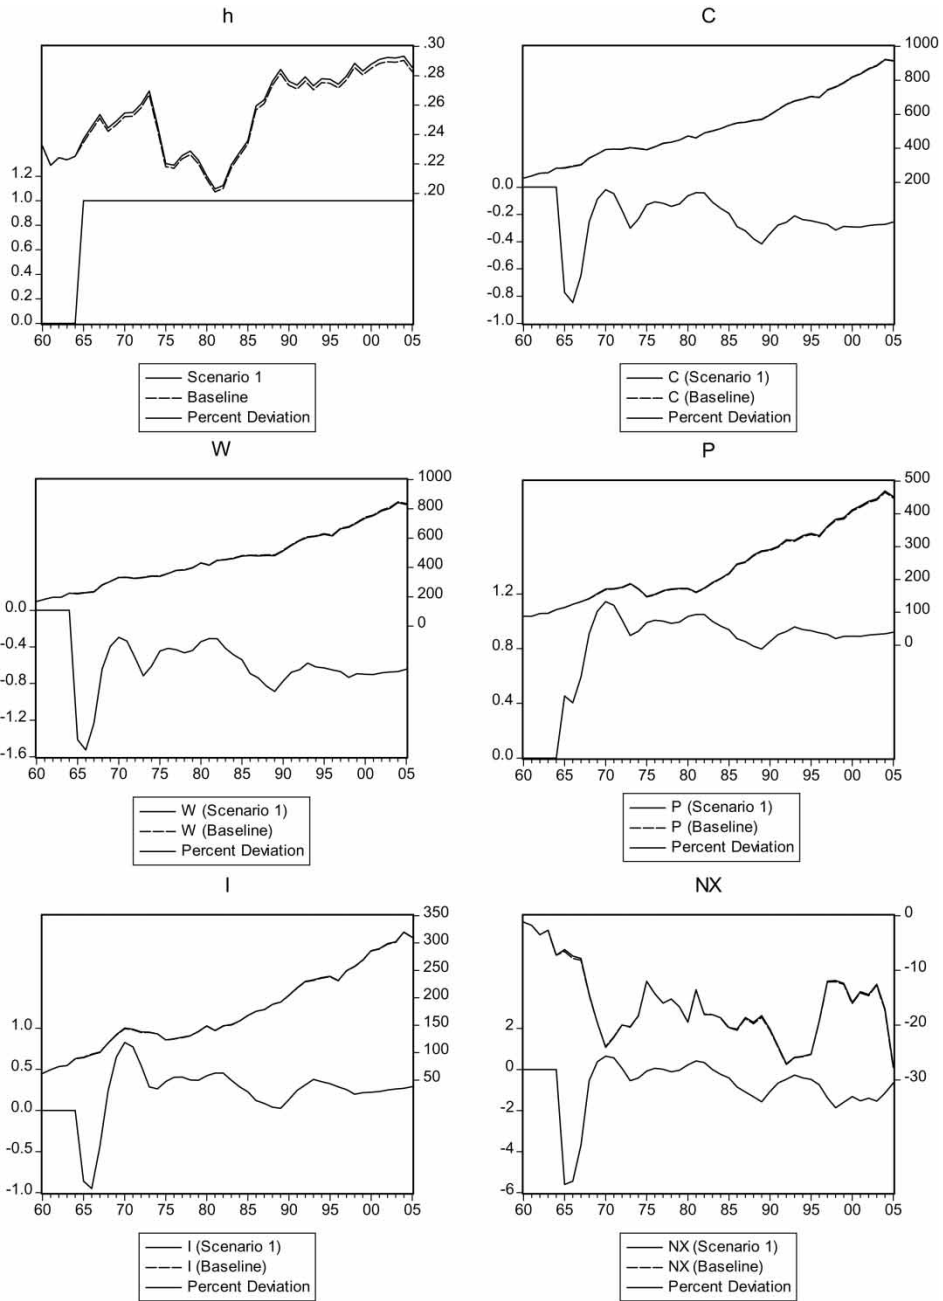 h
.30
.28
.26
.24
.22
.20
1.2
1.0
0.8
0.6
0.4
0.2
0.0
60 65 70 75 80 85 90 95 00 05
Scenario 1
Baseline
Percent Deviation
C
1000
800
600
400
200
0.0
-0.2
-0.4
-0.6
-0.8
-1.0
60 65 70 75 80 85 90 95 00 05
C (Scenario 1)
C (Baseline)
Percent Deviation
W
1000
800
600
400
200
0
0.0
-0.4
-0.8
-1.2
-1.6
60 65 70 75 80 85 90 95 00 05
W (Scenario 1)
W (Baseline)
Percent Deviation
P
500
400
300
200
100
0
1.2
0.8
0.4
0.0
60 65 70 75 80 85 90 95 00 05
P (Scenario 1)
P (Baseline)
Percent Deviation
I
350
300
250
200
150
100
50
1.0
0.5
0.0
-0.5
-1.0
60 65 70 75 80 85 90 95 00 05
I (Scenario 1)
I (Baseline)
Percent Deviation
NX
0
-10
-20
-30
2
0
-2
-4
-6
60 65 70 75 80 85 90 95 00 05
NX (Scenario 1)
NX (Baseline)
Percent Deviation